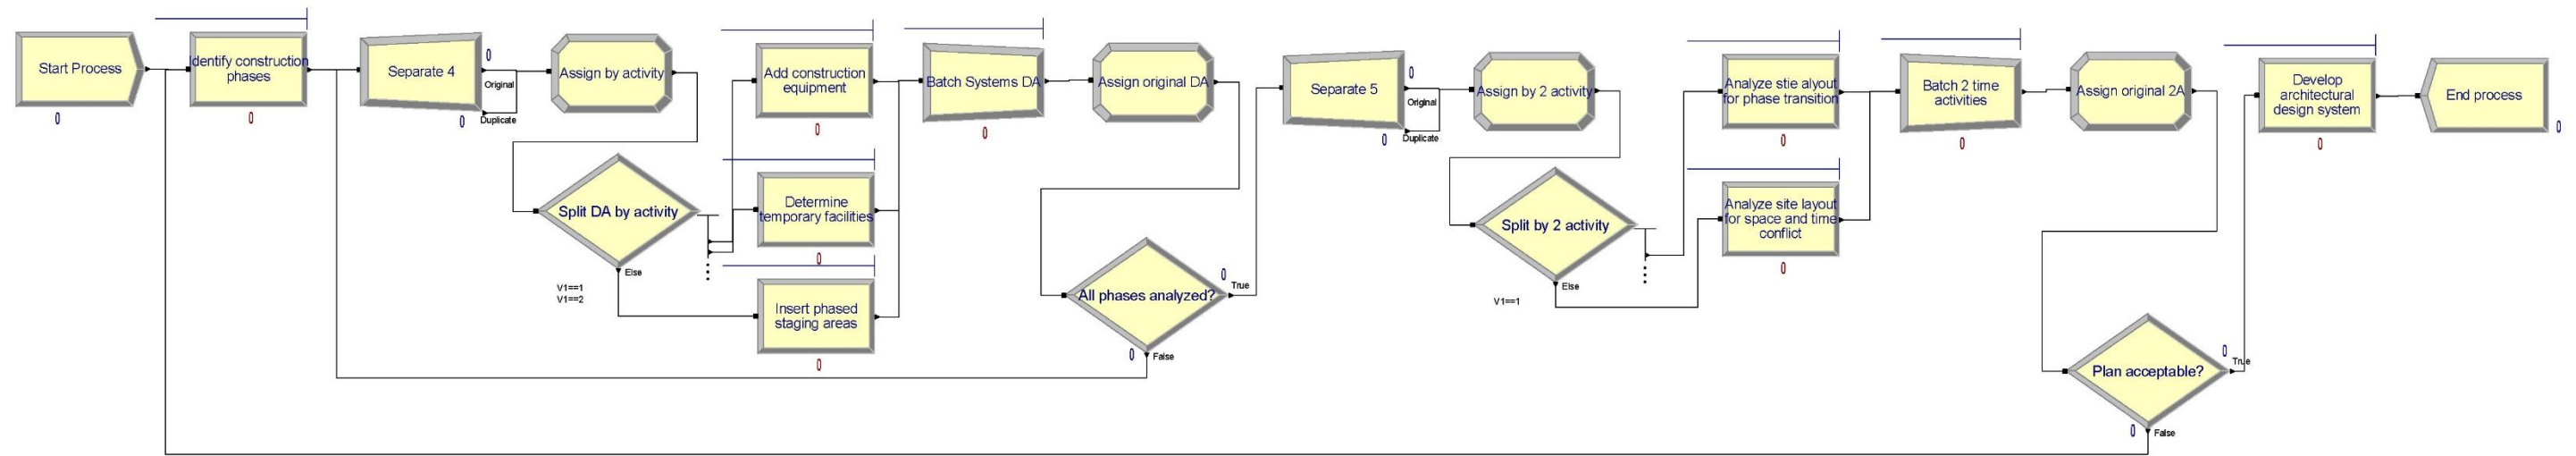 Start Process
0
Identify construction
phases
0
Separate 4
0
Original
Duplicate
0
Assign by activity
Split DA by activity
Else
V1==1
V1==2
Add construction
equipment
0
Determine
temporary facilities
0
Insert phased
staging areas
0
Batch Systems DA
0
Assign original DA
All phases analyzed?
0
True
0
False
Separate 5
0
Original
Duplicate
0
Assign by 2 activity
Split by 2 activity
Else
V1==1
Analyze stie alyout
for phase transition
0
Analyze site layout
for space and time
conflict
0
Batch 2 time
activities
0
Assign original 2A
Plan acceptable?
0
True
0
False
Develop
architectural
design system
0
End process
0